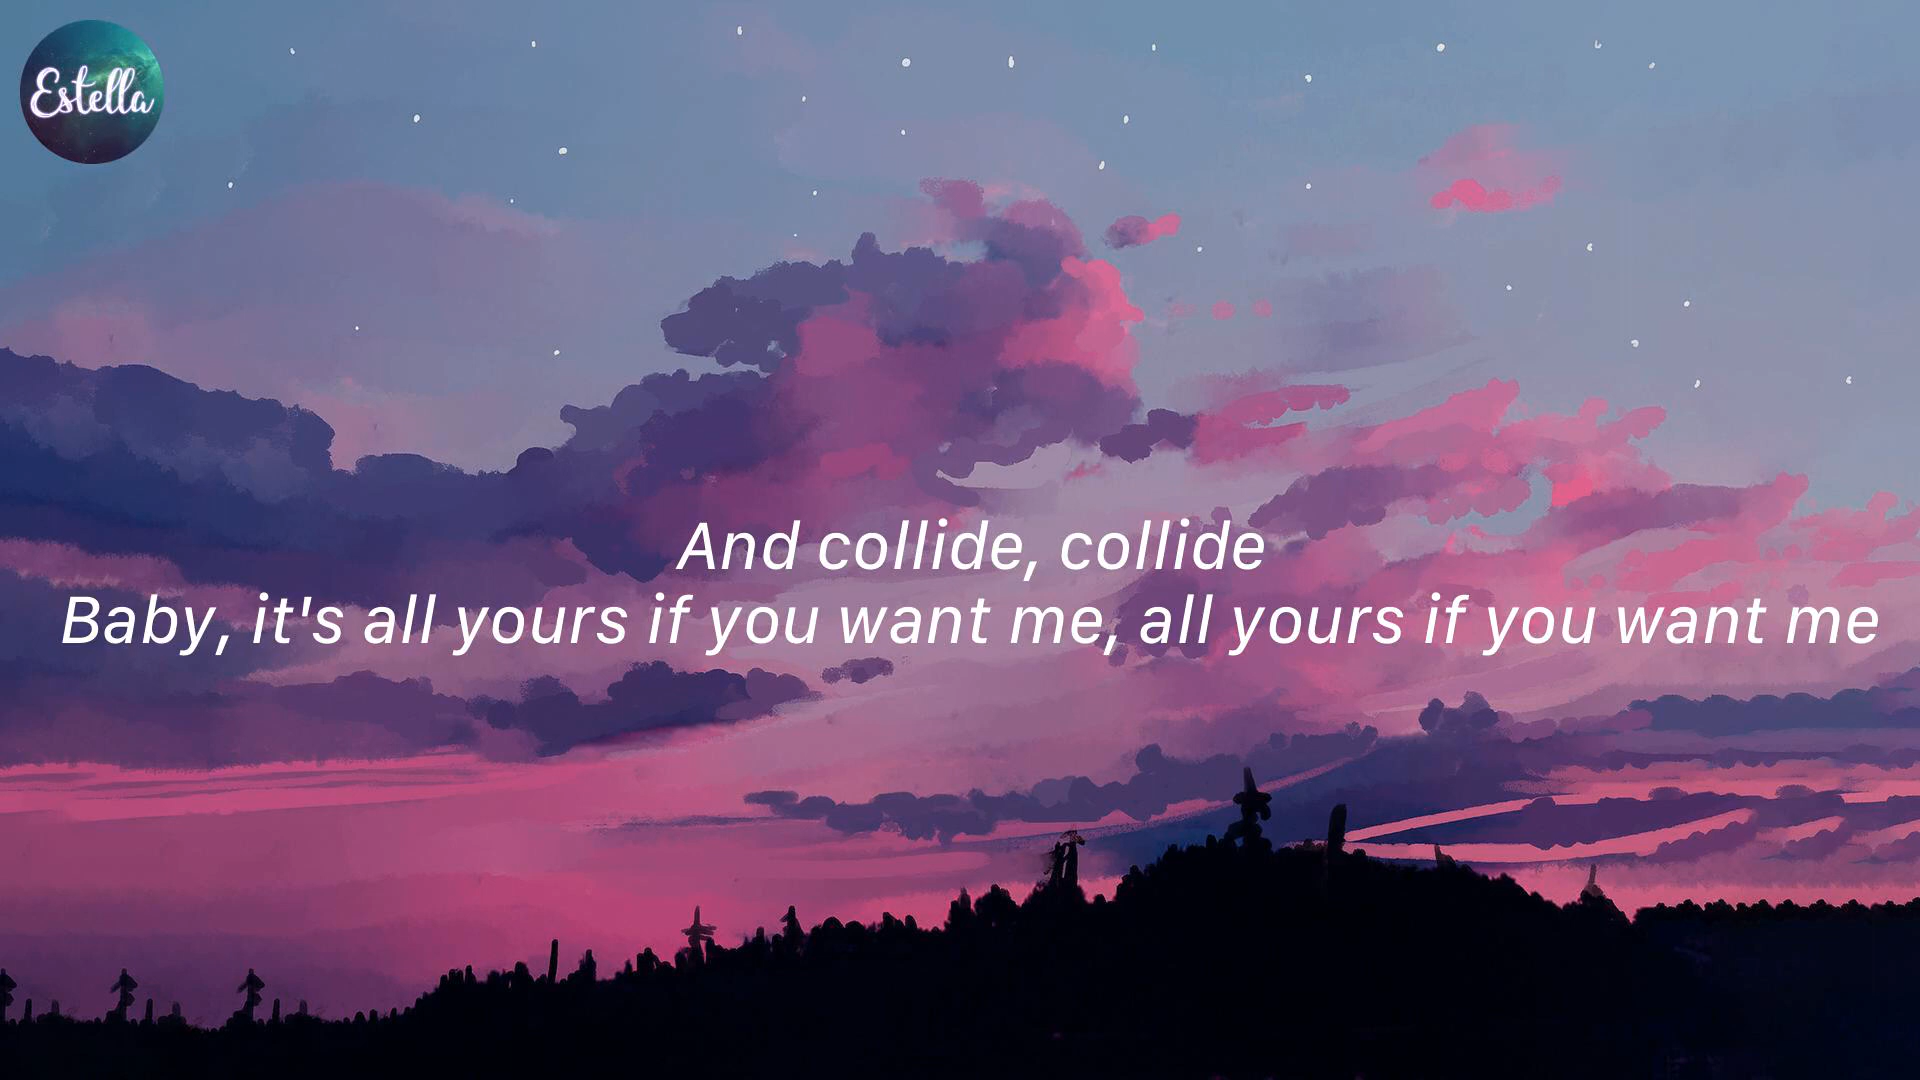 Estella
And collide, collide
Baby, it's all yours if you want me, all yours if you want me